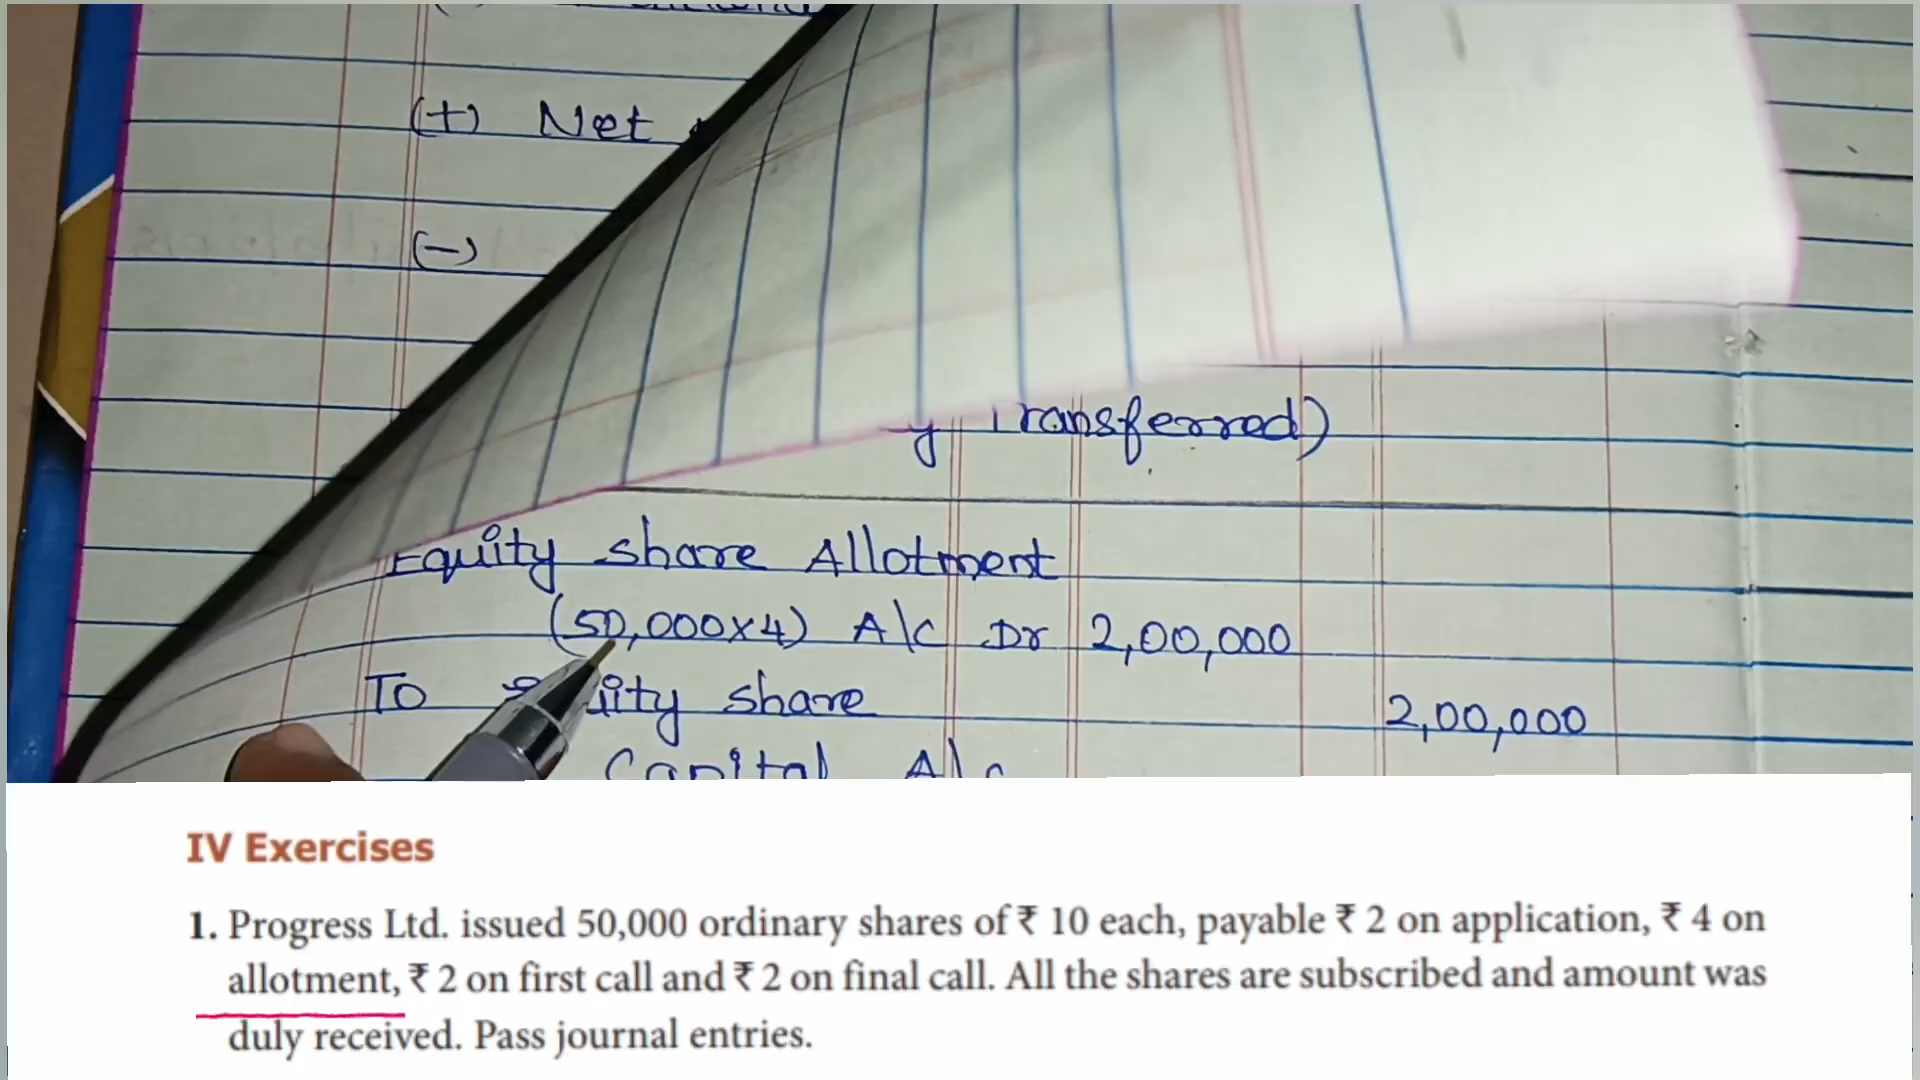 (+) Net
(-)
Transferred)
Equity share Allotment
(50,000×4) A/c Dr 2,00,000
To Equity share 2,00,000
Capital A/c
IV Exercises
1. Progress Ltd. issued 50,000 ordinary shares of ₹ 10 each, payable ₹ 2 on application, ₹ 4 on
allotment, ₹ 2 on first call and ₹ 2 on final call. All the shares are subscribed and amount was
duly received. Pass journal entries.